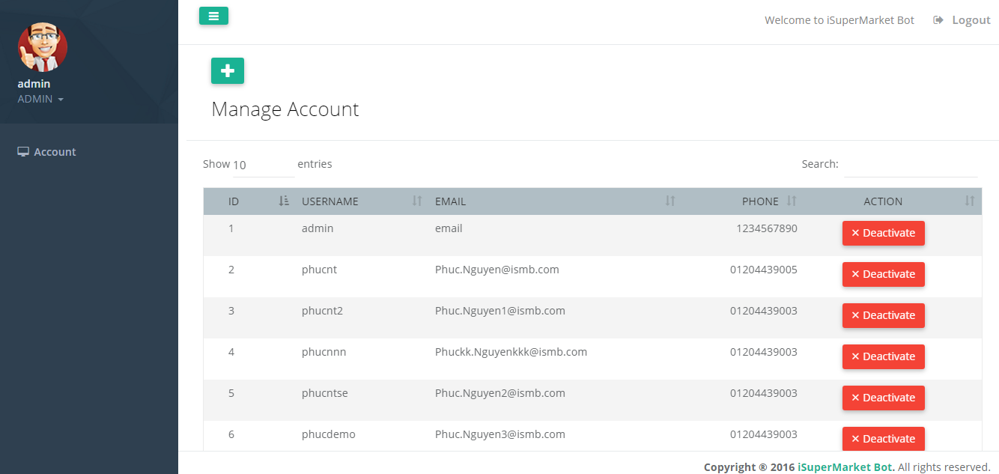 Welcome to iSuperMarket Bot Logout
admin
ADMIN
Account
Manage Account
Show 10 entries Search:
ID USERNAME EMAIL PHONE ACTION
1 admin email 1234567890 Deactivate
2 phucnt Phuc.Nguyen@ismb.com 01204439005 Deactivate
3 phucnt2 Phuc.Nguyen1@ismb.com 01204439003 Deactivate
4 phucnnn Phuckk.Nguyenkkk@ismb.com 01204439003 Deactivate
5 phucntse Phuc.Nguyen2@ismb.com 01204439003 Deactivate
6 phucdemo Phuc.Nguyen3@ismb.com 01204439003 Deactivate
Copyright ® 2016 iSuperMarket Bot. All rights reserved.